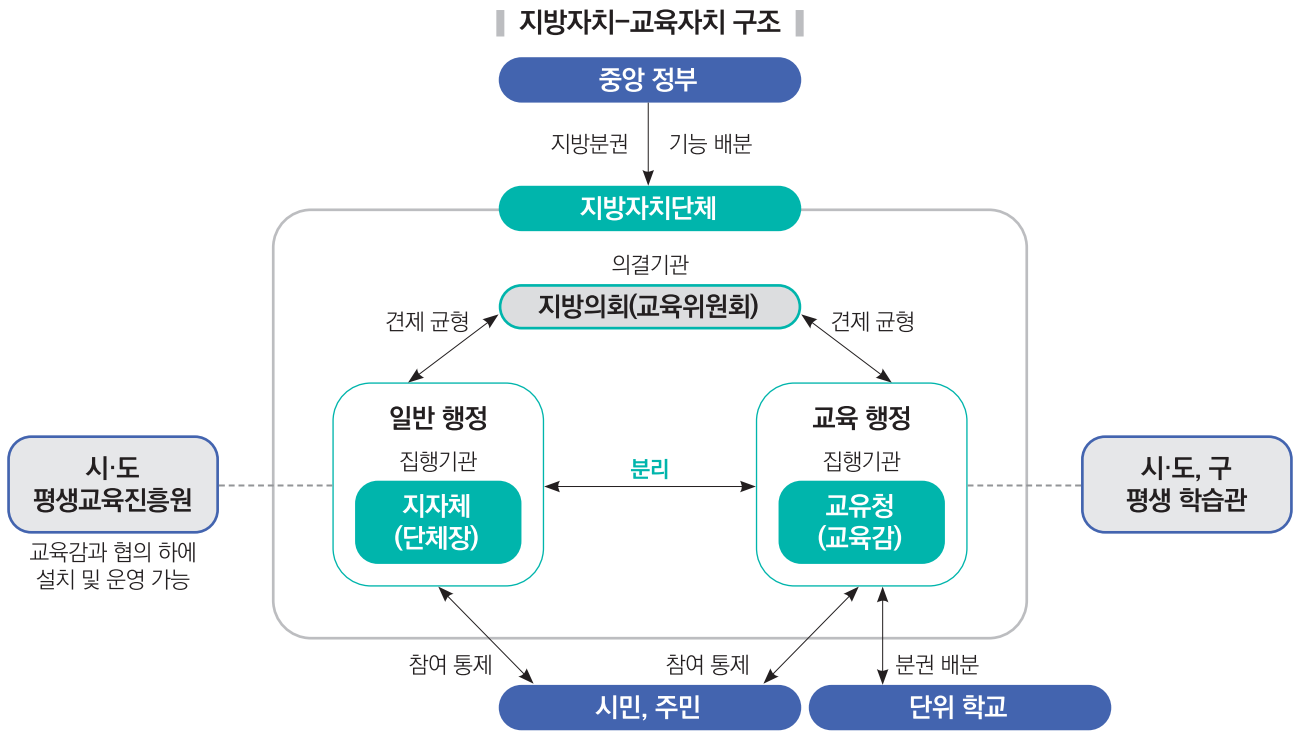 지방자치-교육자치 구조
중앙 정부
지방분권
기능 배분
지방자치단체
의결기관
지방의회(교육위원회)
견제 균형
견제 균형
일반 행정
집행기관
지자체
(단체장)
분리
교육 행정
집행기관
교유청
(교육감)
시·도
평생교육진흥원
교육감과 협의 하에
설치 및 운영 가능
시·도, 구
평생 학습관
참여 통제
참여 통제
분권 배분
시민, 주민
단위 학교